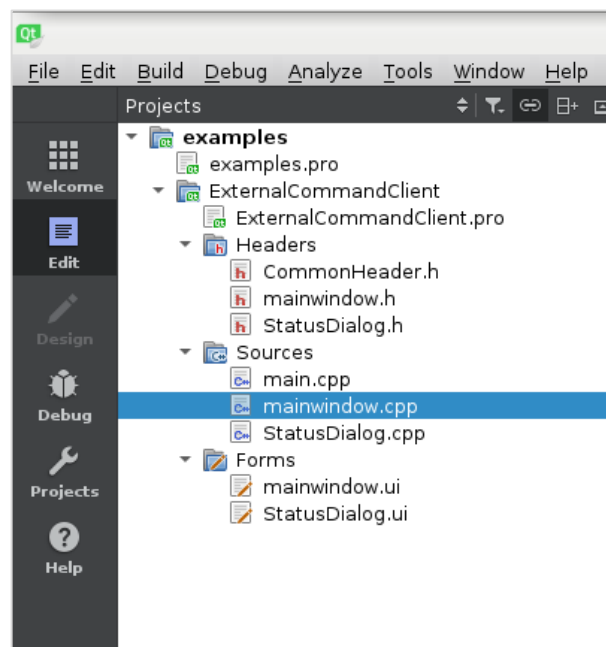 Qt
File Edit Build Debug Analyze Tools Window Help
Projects
Welcome
Edit
Design
Debug
Projects
Help
examples
examples.pro
ExternalCommandClient
ExternalCommandClient.pro
Headers
CommonHeader.h
mainwindow.h
StatusDialog.h
Sources
main.cpp
mainwindow.cpp
StatusDialog.cpp
Forms
mainwindow.ui
StatusDialog.ui